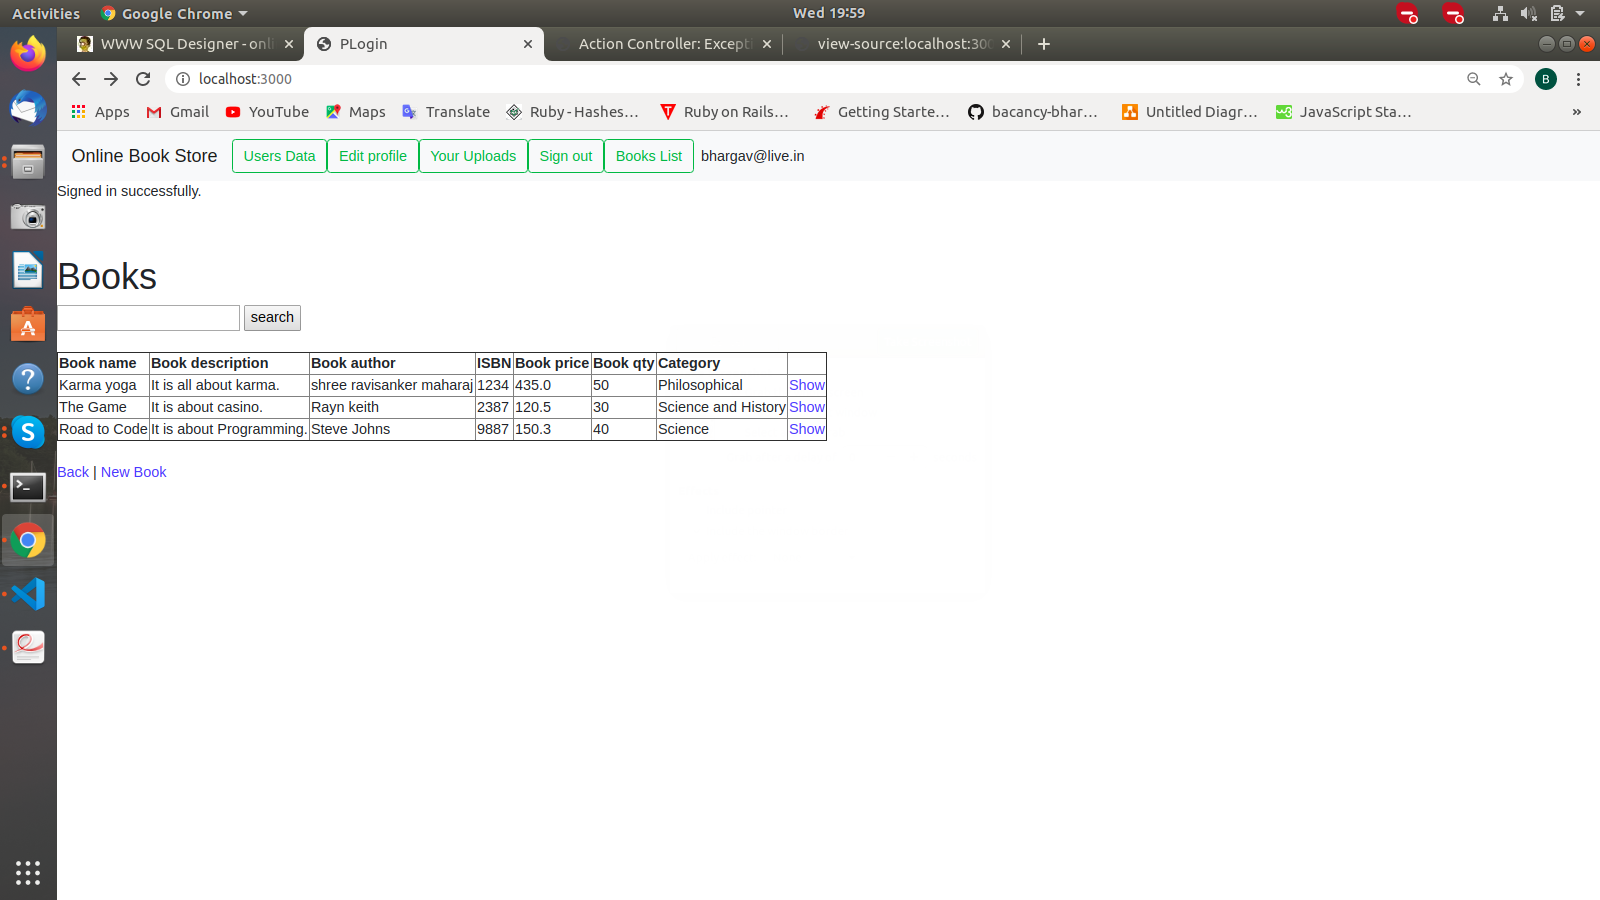 Activities Google Chrome Wed 19:59
WWW SQL Designer - onli PLogin Action Controller: Except view-source:localhost:300
localhost:3000 B
Apps Gmail YouTube Maps Translate Ruby - Hashes… Ruby on Rails… Getting Starte… bacancy-bhar… Untitled Diagr… JavaScript Sta… »
Online Book Store Users Data Edit profile Your Uploads Sign out Books List bhargav@live.in
Signed in successfully.
Books
search
Book name Book description Book author ISBN Book price Book qty Category
Karma yoga It is all about karma. shree ravisanker maharaj 1234 435.0 50 Philosophical Show
The Game It is about casino. Rayn keith 2387 120.5 30 Science and History Show
Road to Code It is about Programming. Steve Johns 9887 150.3 40 Science Show
Back | New Book